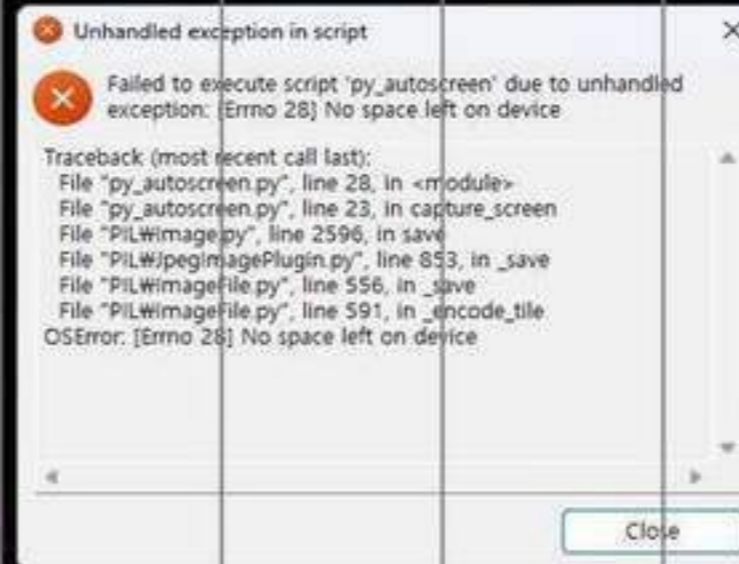 Unhandled exception in script
Failed to execute script 'py_autoscreen' due to unhandled
exception: [Errno 28] No space left on device
Traceback (most recent call last):
File "py_autoscreen.py", line 28, in <module>
File "py_autoscreen.py", line 23, in capture_screen
File "PIL₩Image.py", line 2596, in save
File "PIL₩JpegImagePlugin.py", line 853, in _save
File "PIL₩ImageFile.py", line 556, in _save
File "PIL₩ImageFile.py", line 591, in _encode_tile
OSError: [Errno 28] No space left on device
Close